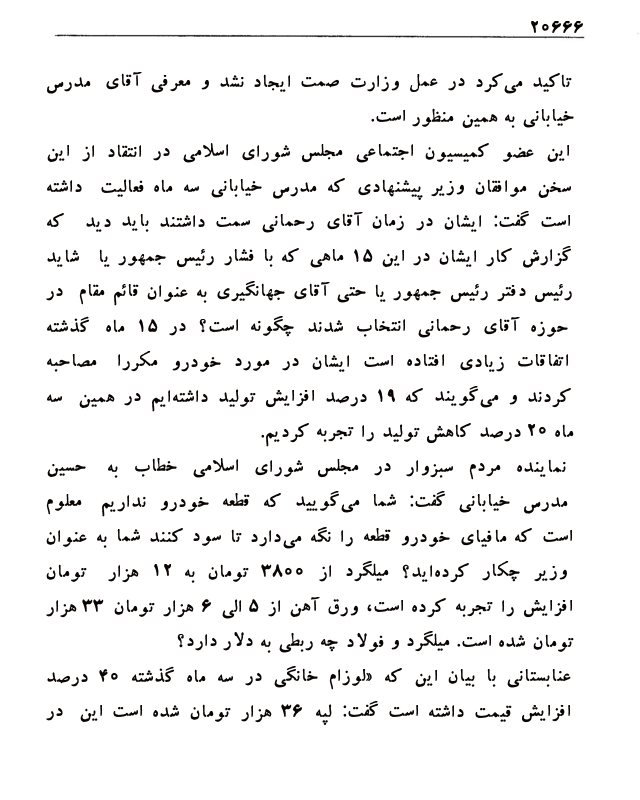 ۲۰۶۶۶
تاکید می‌کرد در عمل وزارت صمت ایجاد نشد و معرفی آقای مدرس
خیابانی به همین منظور است.
این عضو کمیسیون اجتماعی مجلس شورای اسلامی در انتقاد از این
سخن موافقان وزیر پیشنهادی که مدرس خیابانی سه ماه فعالیت داشته
است گفت: ایشان در زمان آقای رحمانی سمت داشتند باید دید که
گزارش کار ایشان در این ۱۵ ماهی که با فشار رئیس جمهور یا شاید
رئیس دفتر رئیس جمهور یا حتی آقای جهانگیری به عنوان قائم مقام در
حوزه آقای رحمانی انتخاب شدند چگونه است؟ در ۱۵ ماه گذشته
اتفاقات زیادی افتاده است ایشان در مورد خودرو مکررا مصاحبه
کردند و می‌گویند که ۱۹ درصد افزایش تولید داشته‌ایم در همین سه
ماه ۲۰ درصد کاهش تولید را تجربه کردیم.
نماینده مردم سبزوار در مجلس شورای اسلامی خطاب به حسین
مدرس خیابانی گفت: شما می‌گویید که قطعه خودرو نداریم معلوم
است که مافیای خودرو قطعه را نگه می‌دارد تا سود کنند شما به عنوان
وزیر چکار کرده‌اید؟ میلگرد از ۳۸۰۰ تومان به ۱۲ هزار تومان
افزایش را تجربه کرده است، ورق آهن از ۵ الی ۶ هزار تومان ۳۳ هزار
تومان شده است. میلگرد و فولاد چه ربطی به دلار دارد؟
عنابستانی با بیان این که «لوزام خانگی در سه ماه گذشته ۴۰ درصد
افزایش قیمت داشته است گفت: لپه ۳۶ هزار تومان شده است این در